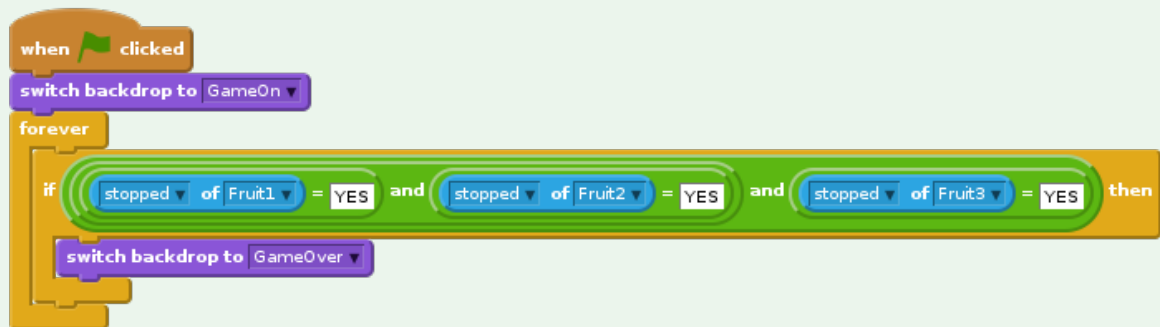 when clicked
switch backdrop to GameOn
forever
if stopped of Fruit1 = YES and stopped of Fruit2 = YES and stopped of Fruit3 = YES then
switch backdrop to GameOver